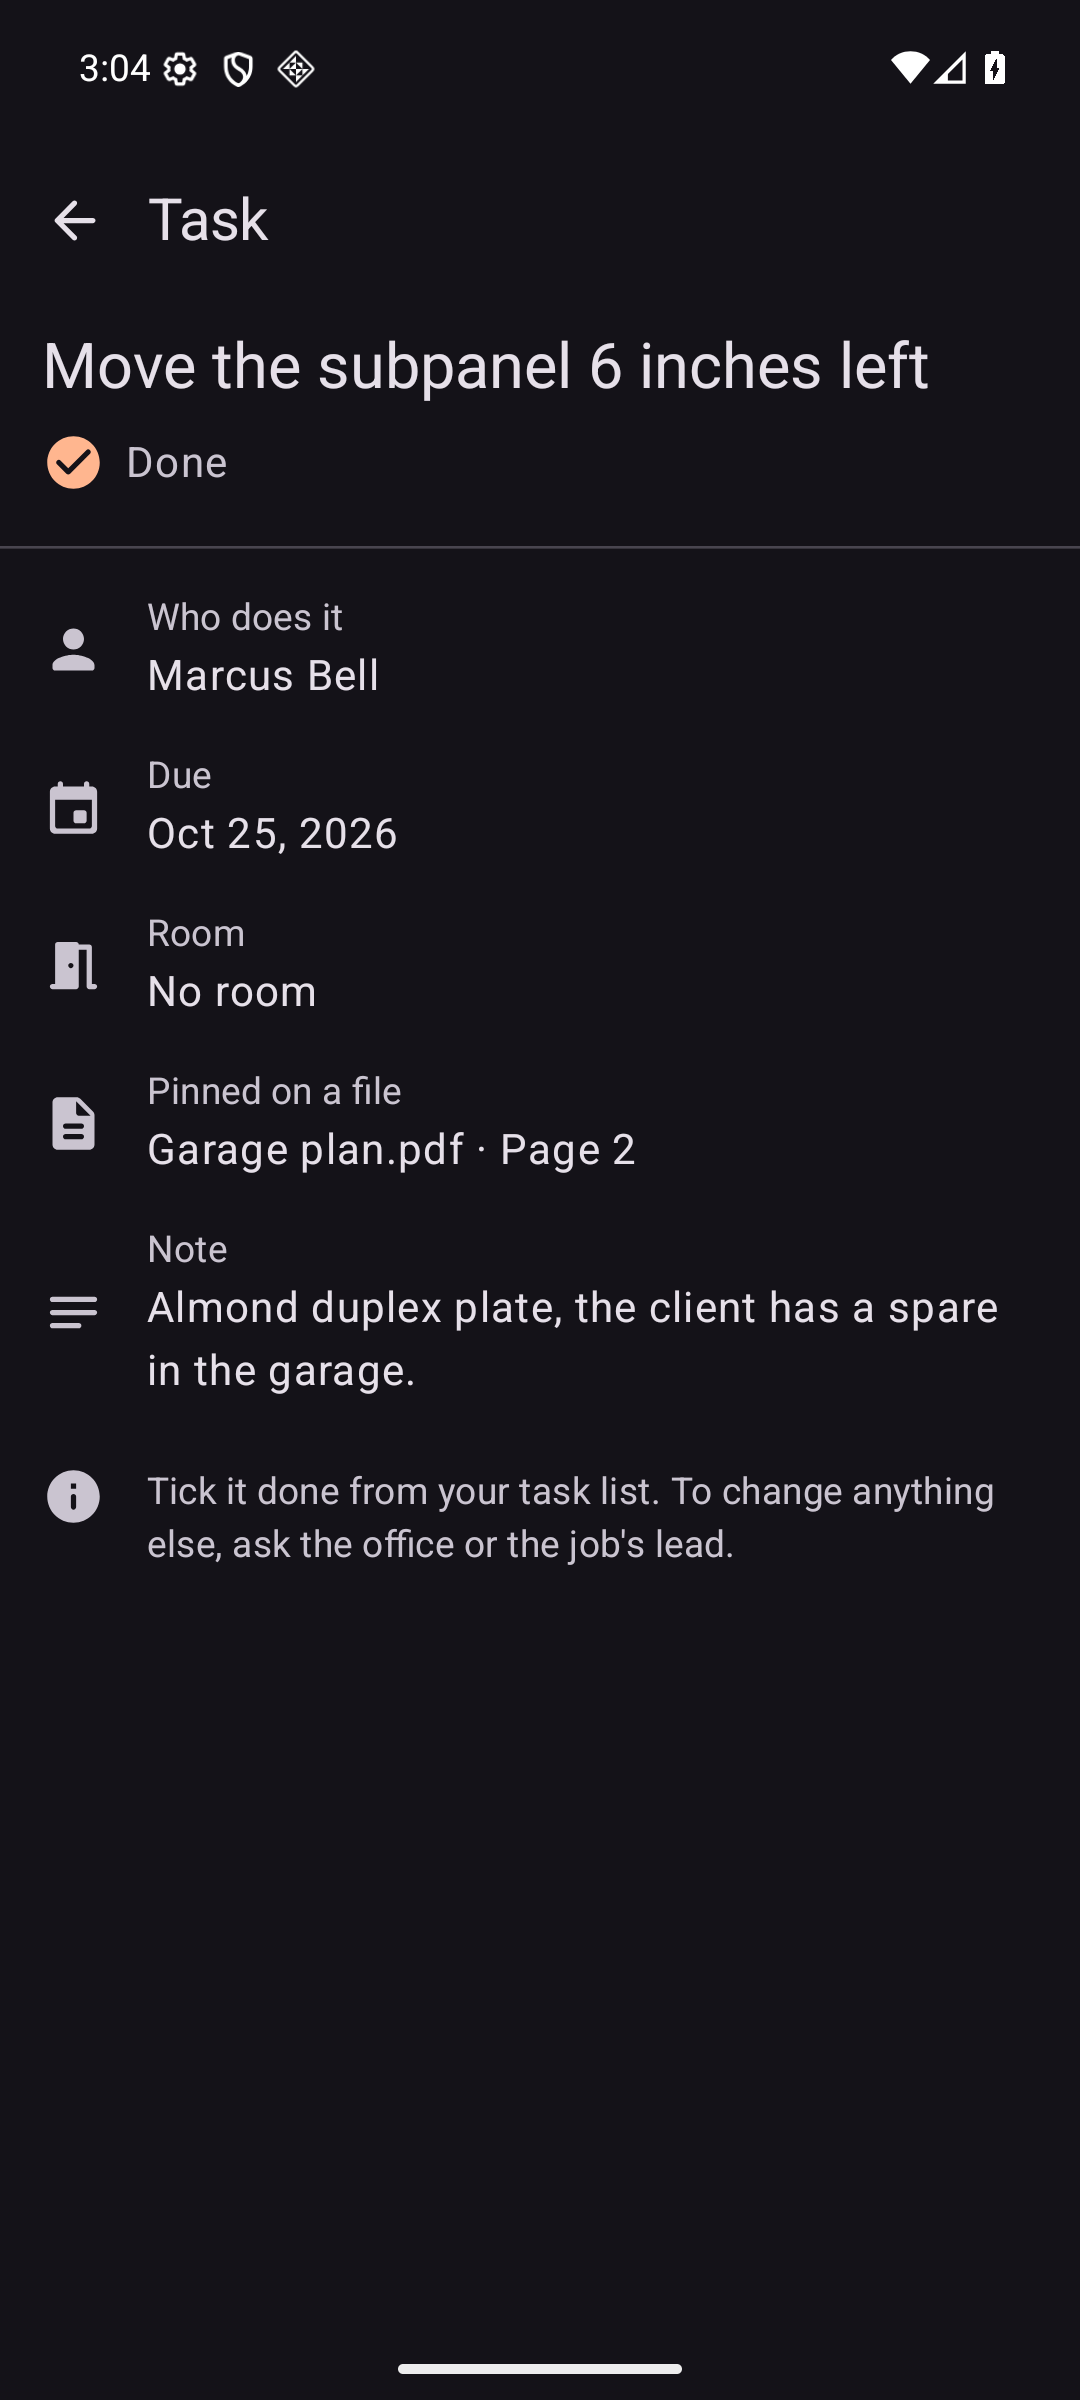 3:04
Task
Move the subpanel 6 inches left
Done
Who does it
Marcus Bell
Due
Oct 25, 2026
Room
No room
Pinned on a file
Garage plan.pdf · Page 2
Note
Almond duplex plate, the client has a spare
in the garage.
Tick it done from your task list. To change anything
else, ask the office or the job's lead.